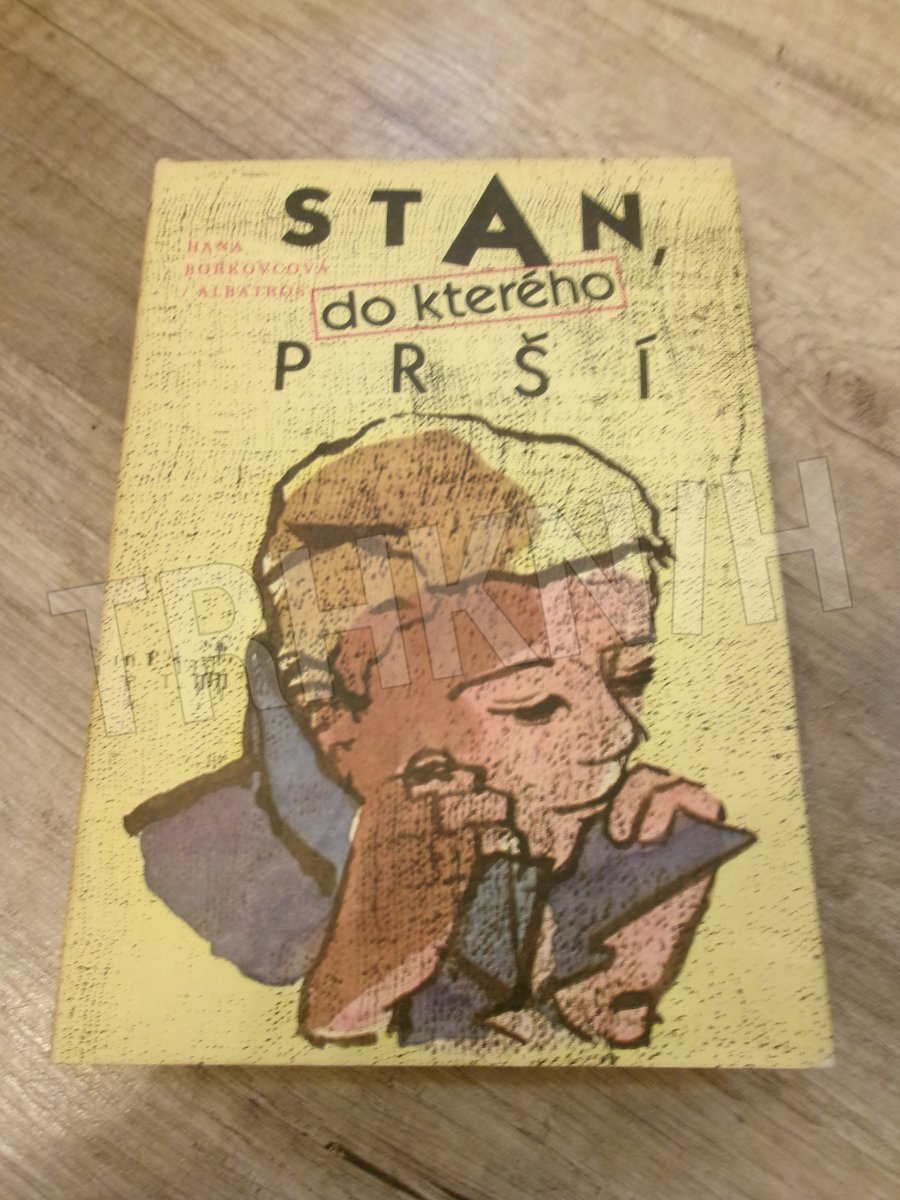 STAN,
HANA
BOŘKOVCOVÁ
/ ALBATROS
do kterého
PRŠÍ
TRHKNIH